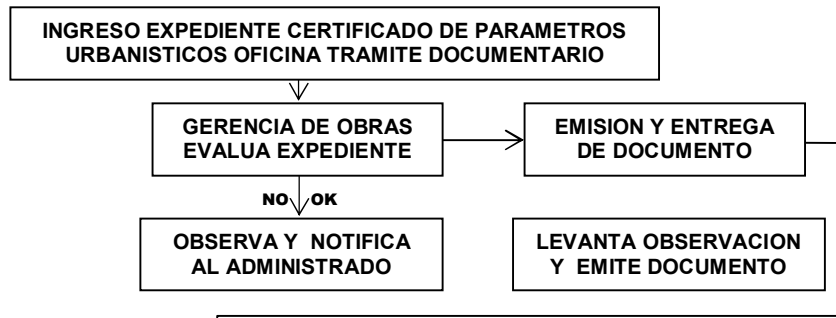 INGRESO EXPEDIENTE CERTIFICADO DE PARAMETROS
URBANISTICOS OFICINA TRAMITE DOCUMENTARIO
GERENCIA DE OBRAS
EVALUA EXPEDIENTE
EMISION Y ENTREGA
DE DOCUMENTO
NO OK
OBSERVA Y NOTIFICA
AL ADMINISTRADO
LEVANTA OBSERVACION
Y EMITE DOCUMENTO